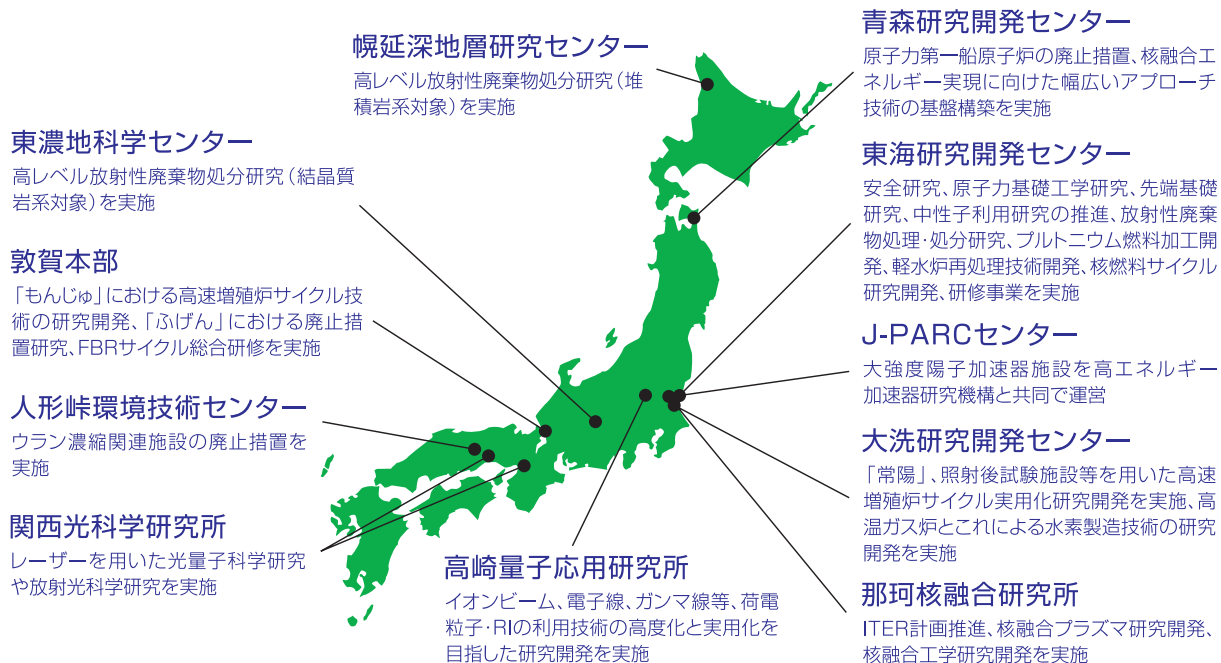 幌延深地層研究センター
高レベル放射性廃棄物処分研究（堆
積岩系対象）を実施
東濃地科学センター
高レベル放射性廃棄物処分研究（結晶質
岩系対象）を実施
敦賀本部
「もんじゅ」における高速増殖炉サイクル技
術の研究開発、「ふげん」における廃止措
置研究、FBRサイクル総合研修を実施
人形峠環境技術センター
ウラン濃縮関連施設の廃止措置を
実施
関西光科学研究所
レーザーを用いた光量子科学研究
や放射光科学研究を実施
高崎量子応用研究所
イオンビーム、電子線、ガンマ線等、荷電
粒子・RIの利用技術の高度化と実用化を
目指した研究開発を実施
青森研究開発センター
原子力第一船原子炉の廃止措置、核融合エ
ネルギー実現に向けた幅広いアプローチ
技術の基盤構築を実施
東海研究開発センター
安全研究、原子力基礎工学研究、先端基礎
研究、中性子利用研究の推進、放射性廃棄
物処理・処分研究、プルトニウム燃料加工開
発、軽水炉再処理技術開発、核燃料サイクル
研究開発、研修事業を実施
J-PARCセンター
大強度陽子加速器施設を高エネルギー
加速器研究機構と共同で運営
大洗研究開発センター
「常陽」、照射後試験施設等を用いた高速
増殖炉サイクル実用化研究開発を実施、高
温ガス炉とこれによる水素製造技術の研究
開発を実施
那珂核融合研究所
ITER計画推進、核融合プラズマ研究開発、
核融合工学研究開発を実施